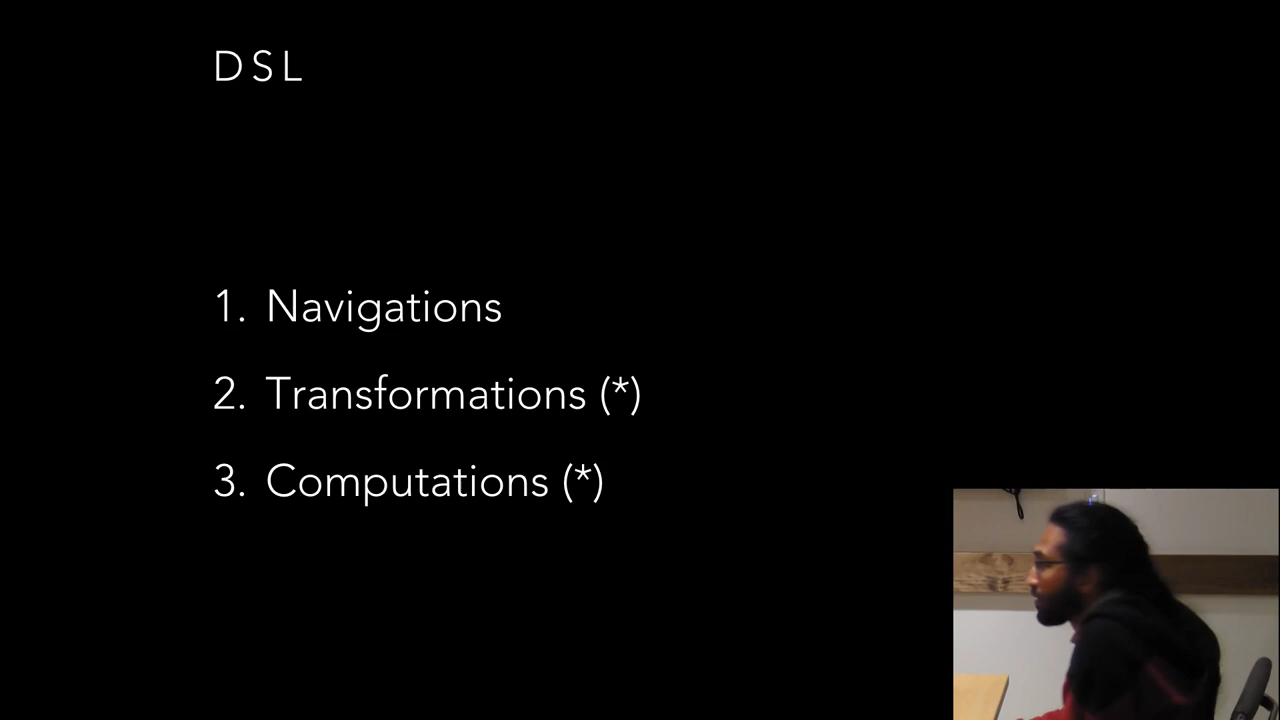 DSL
1. Navigations
2. Transformations (*)
3. Computations (*)